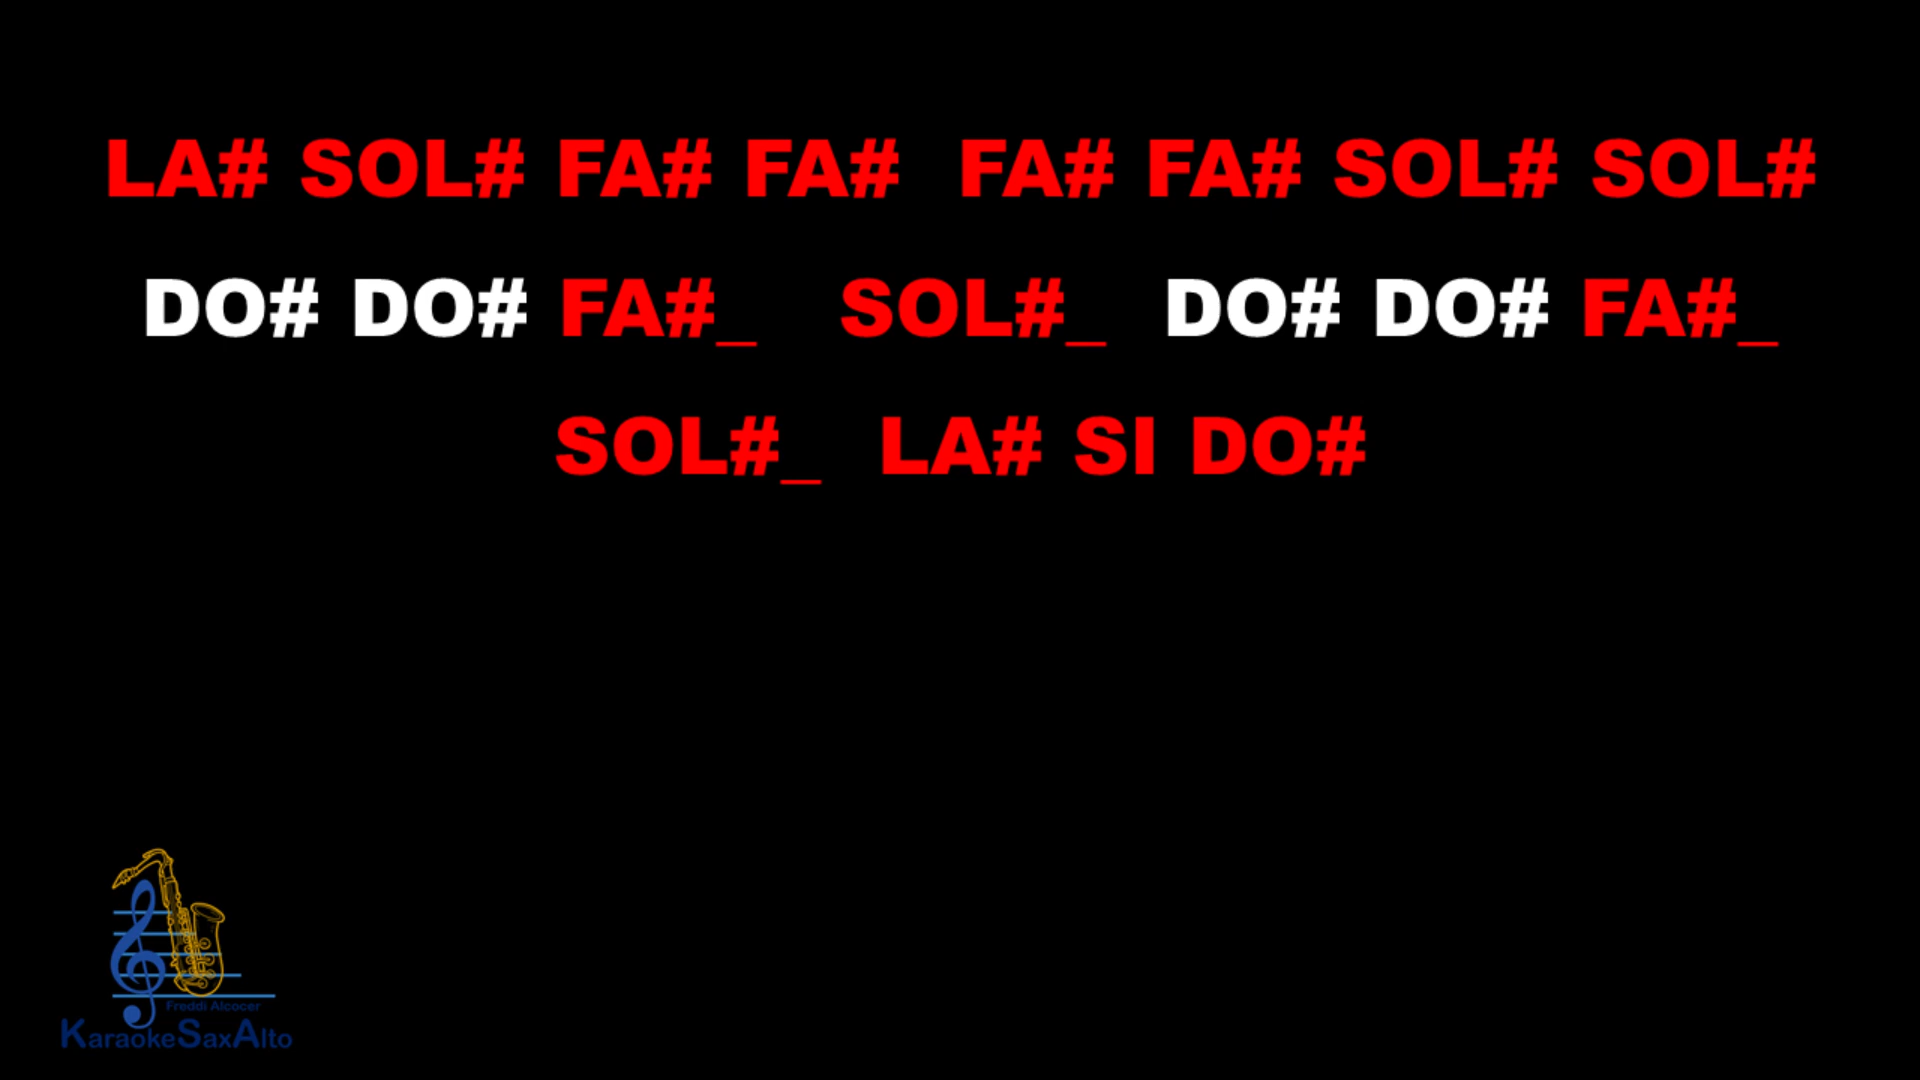 LA# SOL# FA# FA# FA# FA# SOL# SOL#
DO# DO# FA#_ SOL#_ DO# DO# FA#_
SOL#_ LA# SI DO#
Freddi Alcocer
KaraokeSaxAlto